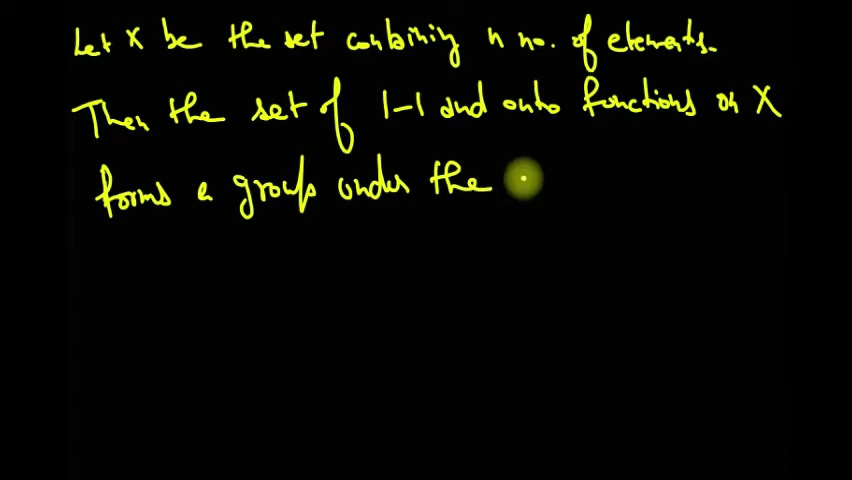 Let X be the set containing n no. of elements.
Then the set of 1-1 and onto functions on X
forms a group under the